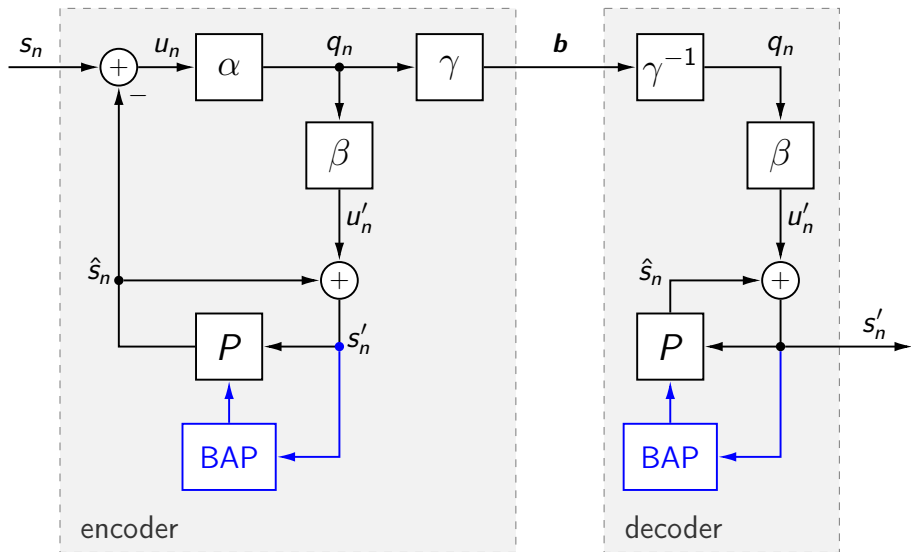 s_n
+
−
u_n
α
q_n
γ
b
γ⁻¹
q_n
β
u′_n
ŝ_n
+
P
s′_n
BAP
encoder
β
u′_n
ŝ_n
+
P
s′_n
BAP
decoder